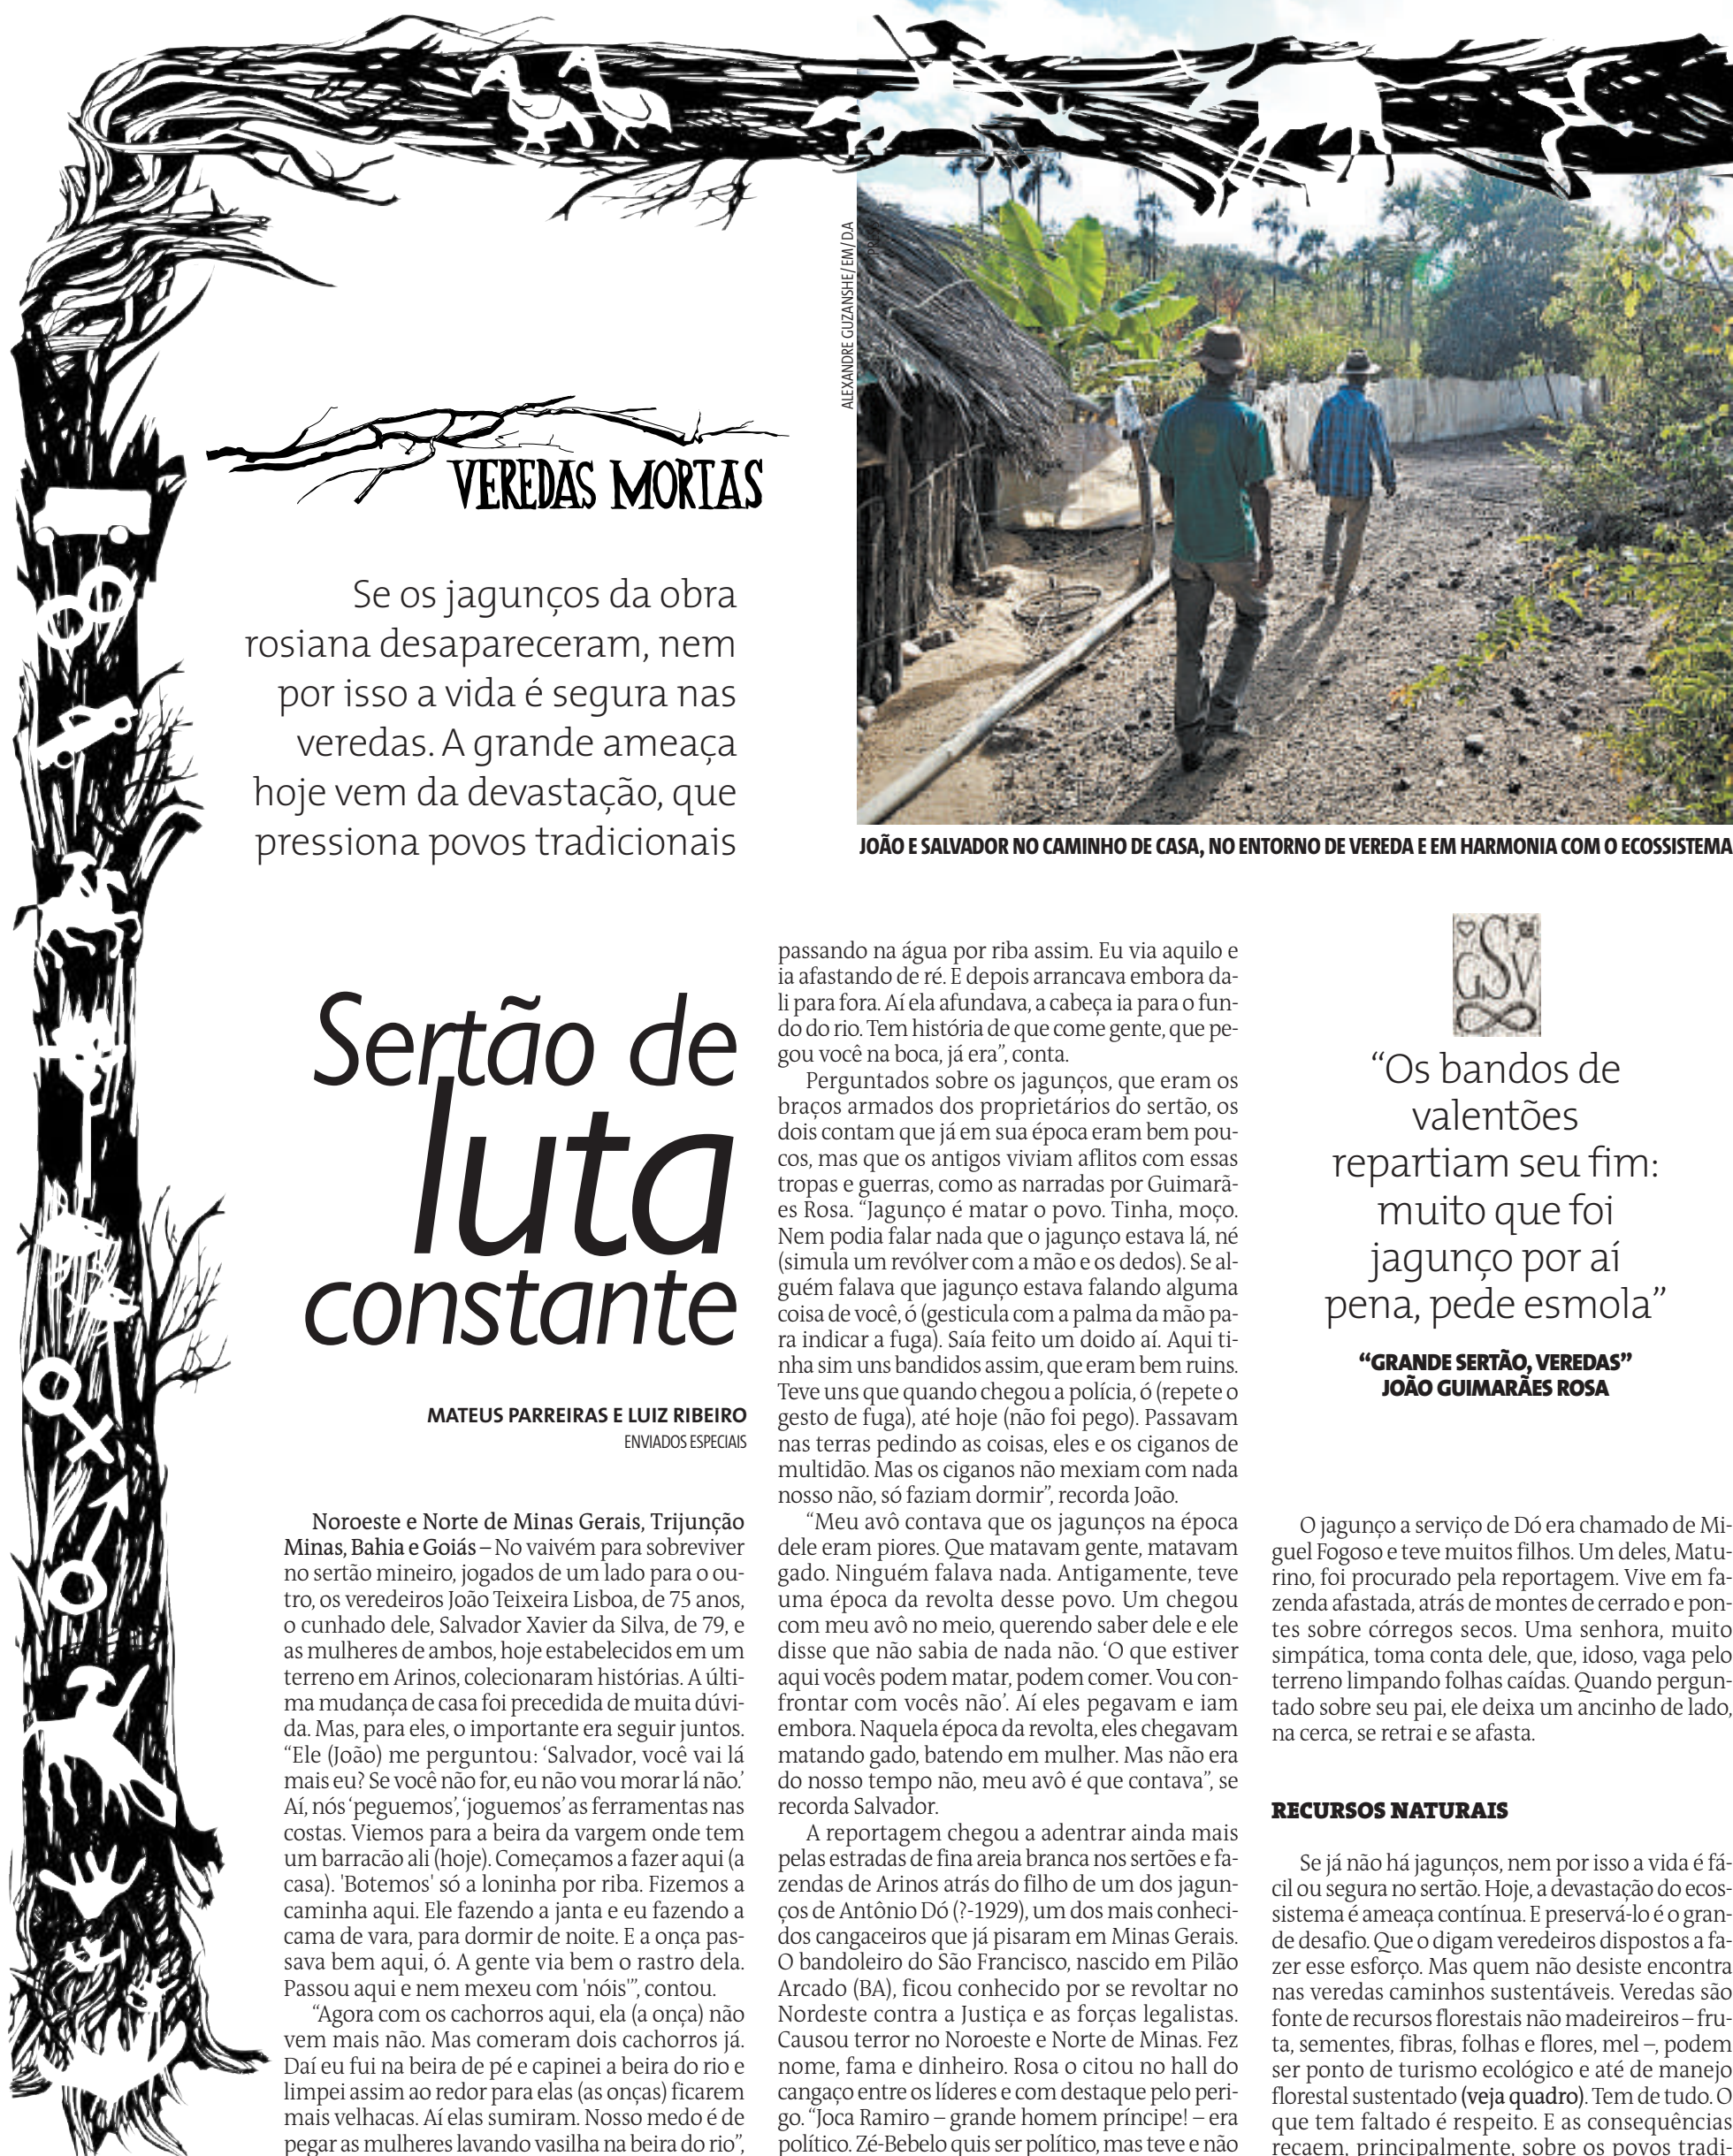 ALEXANDRE GUZANSHE/EM/D.A
VEREDAS MORTAS
Se os jagunços da obra
rosiana desapareceram, nem
por isso a vida é segura nas
veredas. A grande ameaça
hoje vem da devastação, que
pressiona povos tradicionais
JOÃO E SALVADOR NO CAMINHO DE CASA, NO ENTORNO DE VEREDA E EM HARMONIA COM O ECOSSISTEMA
Sertão de
luta
constante
MATEUS PARREIRAS E LUIZ RIBEIRO
ENVIADOS ESPECIAIS
Noroeste e Norte de Minas Gerais, Trijunção
Minas, Bahia e Goiás – No vaivém para sobreviver
no sertão mineiro, jogados de um lado para o ou-
tro, os veredeiros João Teixeira Lisboa, de 75 anos,
o cunhado dele, Salvador Xavier da Silva, de 79, e
as mulheres de ambos, hoje estabelecidos em um
terreno em Arinos, colecionaram histórias. A últi-
ma mudança de casa foi precedida de muita dúvi-
da. Mas, para eles, o importante era seguir juntos.
“Ele (João) me perguntou: ‘Salvador, você vai lá
mais eu? Se você não for, eu não vou morar lá não.’
Aí, nós ‘peguemos’, ‘joguemos’ as ferramentas nas
costas. Viemos para a beira da vargem onde tem
um barracão ali (hoje). Começamos a fazer aqui (a
casa). 'Botemos' só a loninha por riba. Fizemos a
caminha aqui. Ele fazendo a janta e eu fazendo a
cama de vara, para dormir de noite. E a onça pas-
sava bem aqui, ó. A gente via bem o rastro dela.
Passou aqui e nem mexeu com 'nóis'”, contou.
“Agora com os cachorros aqui, ela (a onça) não
vem mais não. Mas comeram dois cachorros já.
Daí eu fui na beira de pé e capinei a beira do rio e
limpei assim ao redor para elas (as onças) ficarem
mais velhacas. Aí elas sumiram. Nosso medo é de
pegar as mulheres lavando vasilha na beira do rio”,
passando na água por riba assim. Eu via aquilo e
ia afastando de ré. E depois arrancava embora da-
li para fora. Aí ela afundava, a cabeça ia para o fun-
do do rio. Tem história de que come gente, que pe-
gou você na boca, já era”, conta.
Perguntados sobre os jagunços, que eram os
braços armados dos proprietários do sertão, os
dois contam que já em sua época eram bem pou-
cos, mas que os antigos viviam aflitos com essas
tropas e guerras, como as narradas por Guimarã-
es Rosa. “Jagunço é matar o povo. Tinha, moço.
Nem podia falar nada que o jagunço estava lá, né
(simula um revólver com a mão e os dedos). Se al-
guém falava que jagunço estava falando alguma
coisa de você, ó (gesticula com a palma da mão pa-
ra indicar a fuga). Saía feito um doido aí. Aqui ti-
nha sim uns bandidos assim, que eram bem ruins.
Teve uns que quando chegou a polícia, ó (repete o
gesto de fuga), até hoje (não foi pego). Passavam
nas terras pedindo as coisas, eles e os ciganos de
multidão. Mas os ciganos não mexiam com nada
nosso não, só faziam dormir”, recorda João.
“Meu avô contava que os jagunços na época
dele eram piores. Que matavam gente, matavam
gado. Ninguém falava nada. Antigamente, teve
uma época da revolta desse povo. Um chegou
com meu avô no meio, querendo saber dele e ele
disse que não sabia de nada não. ‘O que estiver
aqui vocês podem matar, podem comer. Vou con-
frontar com vocês não’. Aí eles pegavam e iam
embora. Naquela época da revolta, eles chegavam
matando gado, batendo em mulher. Mas não era
do nosso tempo não, meu avô é que contava”, se
recorda Salvador.
A reportagem chegou a adentrar ainda mais
pelas estradas de fina areia branca nos sertões e fa-
zendas de Arinos atrás do filho de um dos jagun-
ços de Antônio Dó (?-1929), um dos mais conheci-
dos cangaceiros que já pisaram em Minas Gerais.
O bandoleiro do São Francisco, nascido em Pilão
Arcado (BA), ficou conhecido por se revoltar no
Nordeste contra a Justiça e as forças legalistas.
Causou terror no Noroeste e Norte de Minas. Fez
nome, fama e dinheiro. Rosa o citou no hall do
cangaço entre os líderes e com destaque pelo peri-
go. “Joca Ramiro – grande homem príncipe! – era
político. Zé-Bebelo quis ser político, mas teve e não
GSV
“Os bandos de
valentões
repartiam seu fim:
muito que foi
jagunço por aí
pena, pede esmola”
“GRANDE SERTÃO, VEREDAS”
JOÃO GUIMARÃES ROSA
O jagunço a serviço de Dó era chamado de Mi-
guel Fogoso e teve muitos filhos. Um deles, Matu-
rino, foi procurado pela reportagem. Vive em fa-
zenda afastada, atrás de montes de cerrado e pon-
tes sobre córregos secos. Uma senhora, muito
simpática, toma conta dele, que, idoso, vaga pelo
terreno limpando folhas caídas. Quando pergun-
tado sobre seu pai, ele deixa um ancinho de lado,
na cerca, se retrai e se afasta.
RECURSOS NATURAIS
Se já não há jagunços, nem por isso a vida é fá-
cil ou segura no sertão. Hoje, a devastação do ecos-
sistema é ameaça contínua. E preservá-lo é o gran-
de desafio. Que o digam veredeiros dispostos a fa-
zer esse esforço. Mas quem não desiste encontra
nas veredas caminhos sustentáveis. Veredas são
fonte de recursos florestais não madeireiros – fru-
ta, sementes, fibras, folhas e flores, mel –, podem
ser ponto de turismo ecológico e até de manejo
florestal sustentado (veja quadro). Tem de tudo. O
que tem faltado é respeito. E as consequências
recaem, principalmente, sobre os povos tradi-